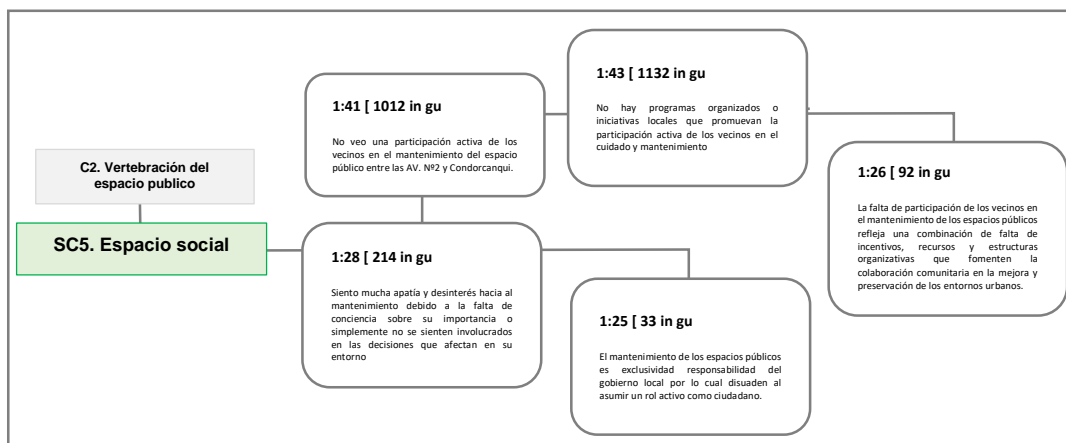 C2. Vertebración del
espacio publico
SC5. Espacio social
1:41 [ 1012 in gu
No veo una participación activa de los
vecinos en el mantenimiento del espacio
público entre las AV. Nº2 y Condorcanqui.
1:28 [ 214 in gu
Siento mucha apatía y desinterés hacia al
mantenimiento debido a la falta de
conciencia sobre su importancia o
simplemente no se sienten involucrados
en las decisiones que afectan en su
entorno
1:43 [ 1132 in gu
No hay programas organizados o
iniciativas locales que promuevan la
participación activa de los vecinos en el
cuidado y mantenimiento
1:25 [ 33 in gu
El mantenimiento de los espacios públicos
es exclusividad responsabilidad del
gobierno local por lo cual disuaden al
asumir un rol activo como ciudadano.
1:26 [ 92 in gu
La falta de participación de los vecinos en
el mantenimiento de los espacios públicos
refleja una combinación de falta de
incentivos, recursos y estructuras
organizativas que fomenten la
colaboración comunitaria en la mejora y
preservación de los entornos urbanos.